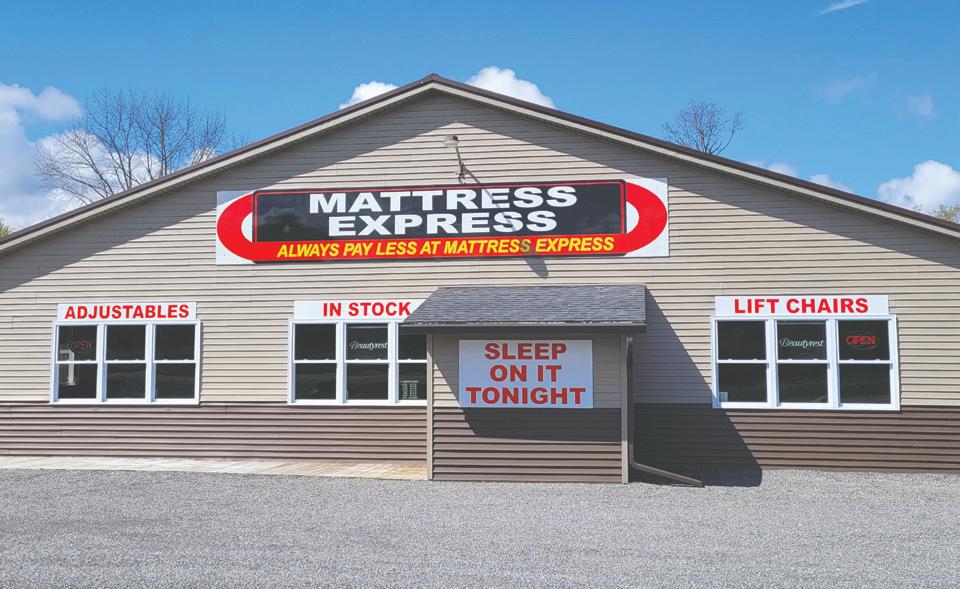 MATTRESS
EXPRESS
ALWAYS PAY LESS AT MATTRESS EXPRESS
ADJUSTABLES
OPEN
IN STOCK
Beautyrest
SLEEP
ON IT
TONIGHT
LIFT CHAIRS
Beautyrest
OPEN